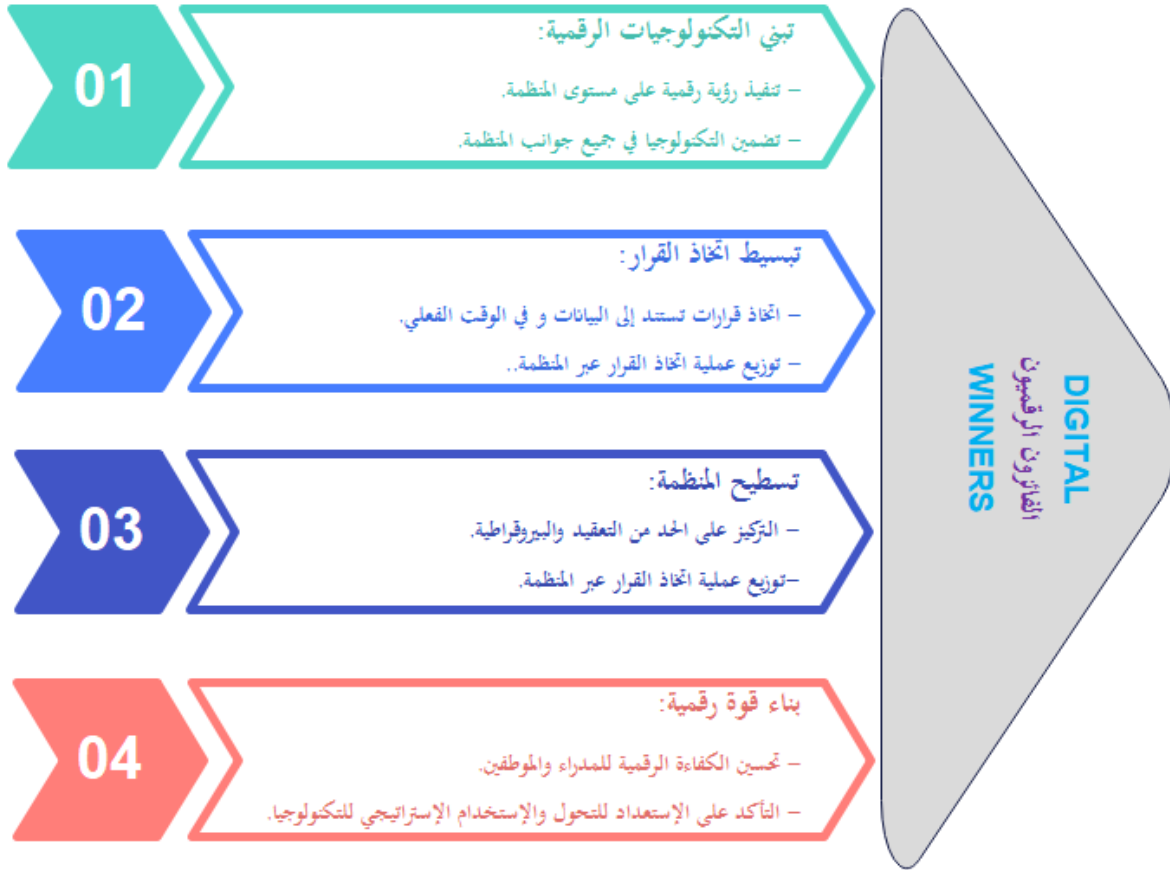 01
تبني التكنولوجيات الرقمية:
– تنفيذ رؤية رقمية على مستوى المنظمة.
– تضمين التكنولوجيا في جميع جوانب المنظمة.
02
تبسيط اتخاذ القرار:
– اتخاذ قرارات تستند إلى البيانات و في الوقت الفعلي.
– توزيع عملية اتخاذ القرار عبر المنظمة..
03
تسطيح المنظمة:
– التركيز على الحد من التعقيد والبيروقراطية.
–توزيع عملية اتخاذ القرار عبر المنظمة.
04
بناء قوة رقمية:
– تحسين الكفاءة الرقمية للمدراء والموظفين.
– التأكد على الإستعداد للتحول والإستخدام الإستراتيجي للتكنولوجيا.
DIGITAL
الفائزون الرقميون
WINNERS